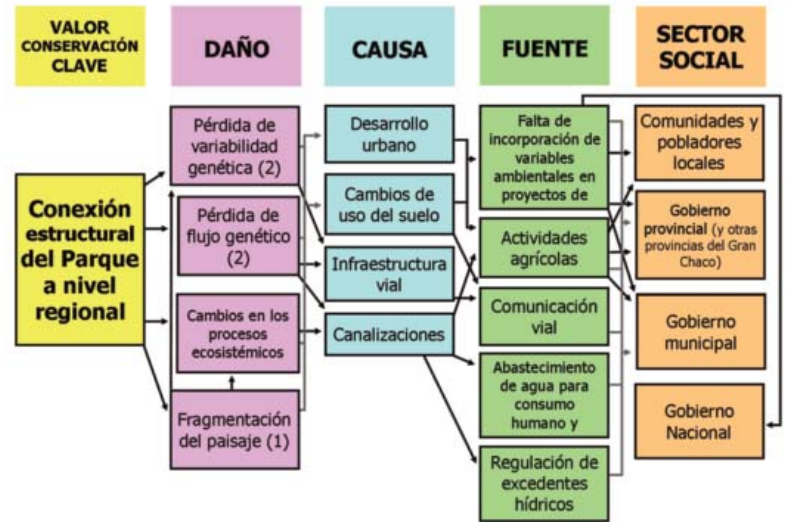 VALOR
CONSERVACIÓN
CLAVE
DAÑO
CAUSA
FUENTE
SECTOR
SOCIAL
Conexión
estructural
del Parque
a nivel
regional
Pérdida de
variabilidad
genética (2)
Pérdida de
flujo genético
(2)
Cambios en los
procesos
ecosistémicos
Fragmentación
del paisaje (1)
Desarrollo
urbano
Cambios de
uso del suelo
Infraestructura
vial
Canalizaciones
Falta de
incorporación de
variables
ambientales en
proyectos de
Actividades
agrícolas
Comunicación
vial
Abastecimiento
de agua para
consumo
humano y
Regulación de
excedentes
hídricos
Comunidades y
pobladores
locales
Gobierno
provincial (y otras
provincias del Gran
Chaco)
Gobierno
municipal
Gobierno
Nacional